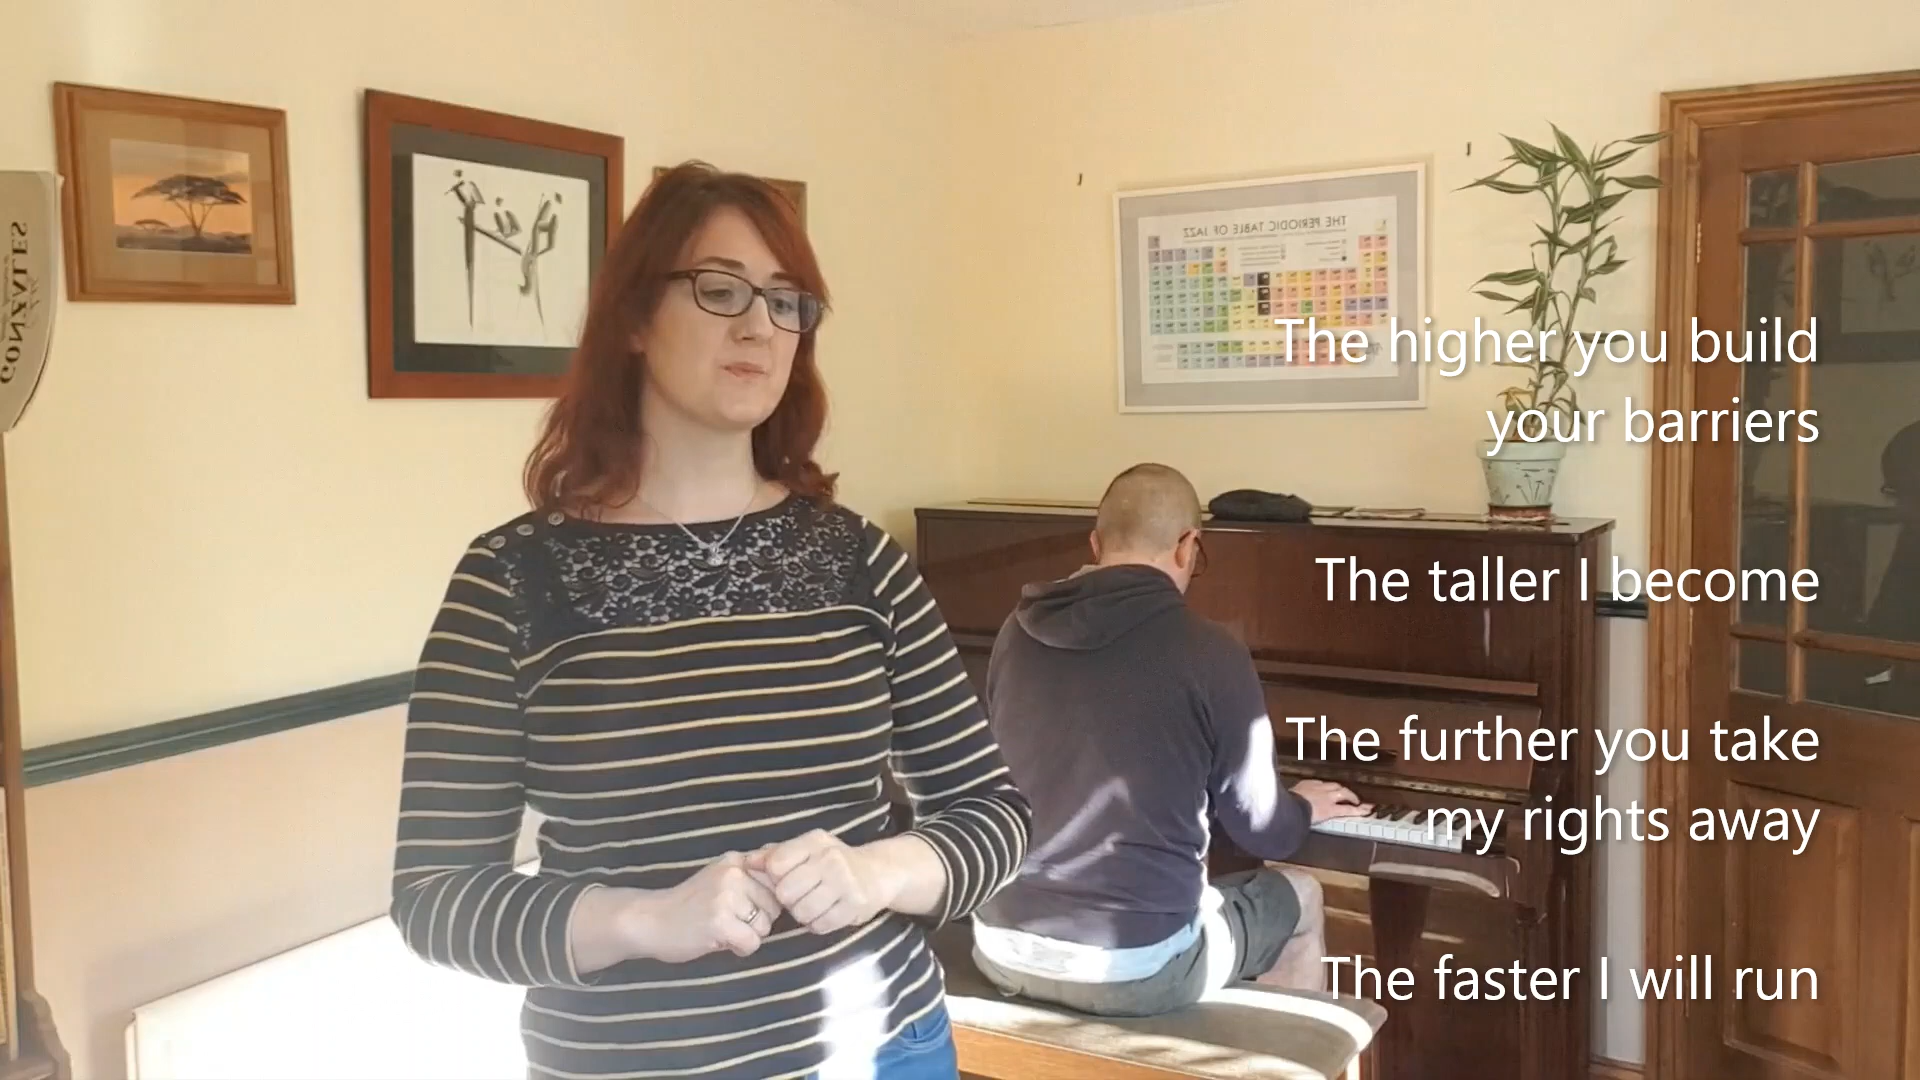 GONZALES
THE PERIODIC TABLE OF JAZZ
The higher you build
your barriers
The taller I become
The further you take
my rights away
The faster I will run